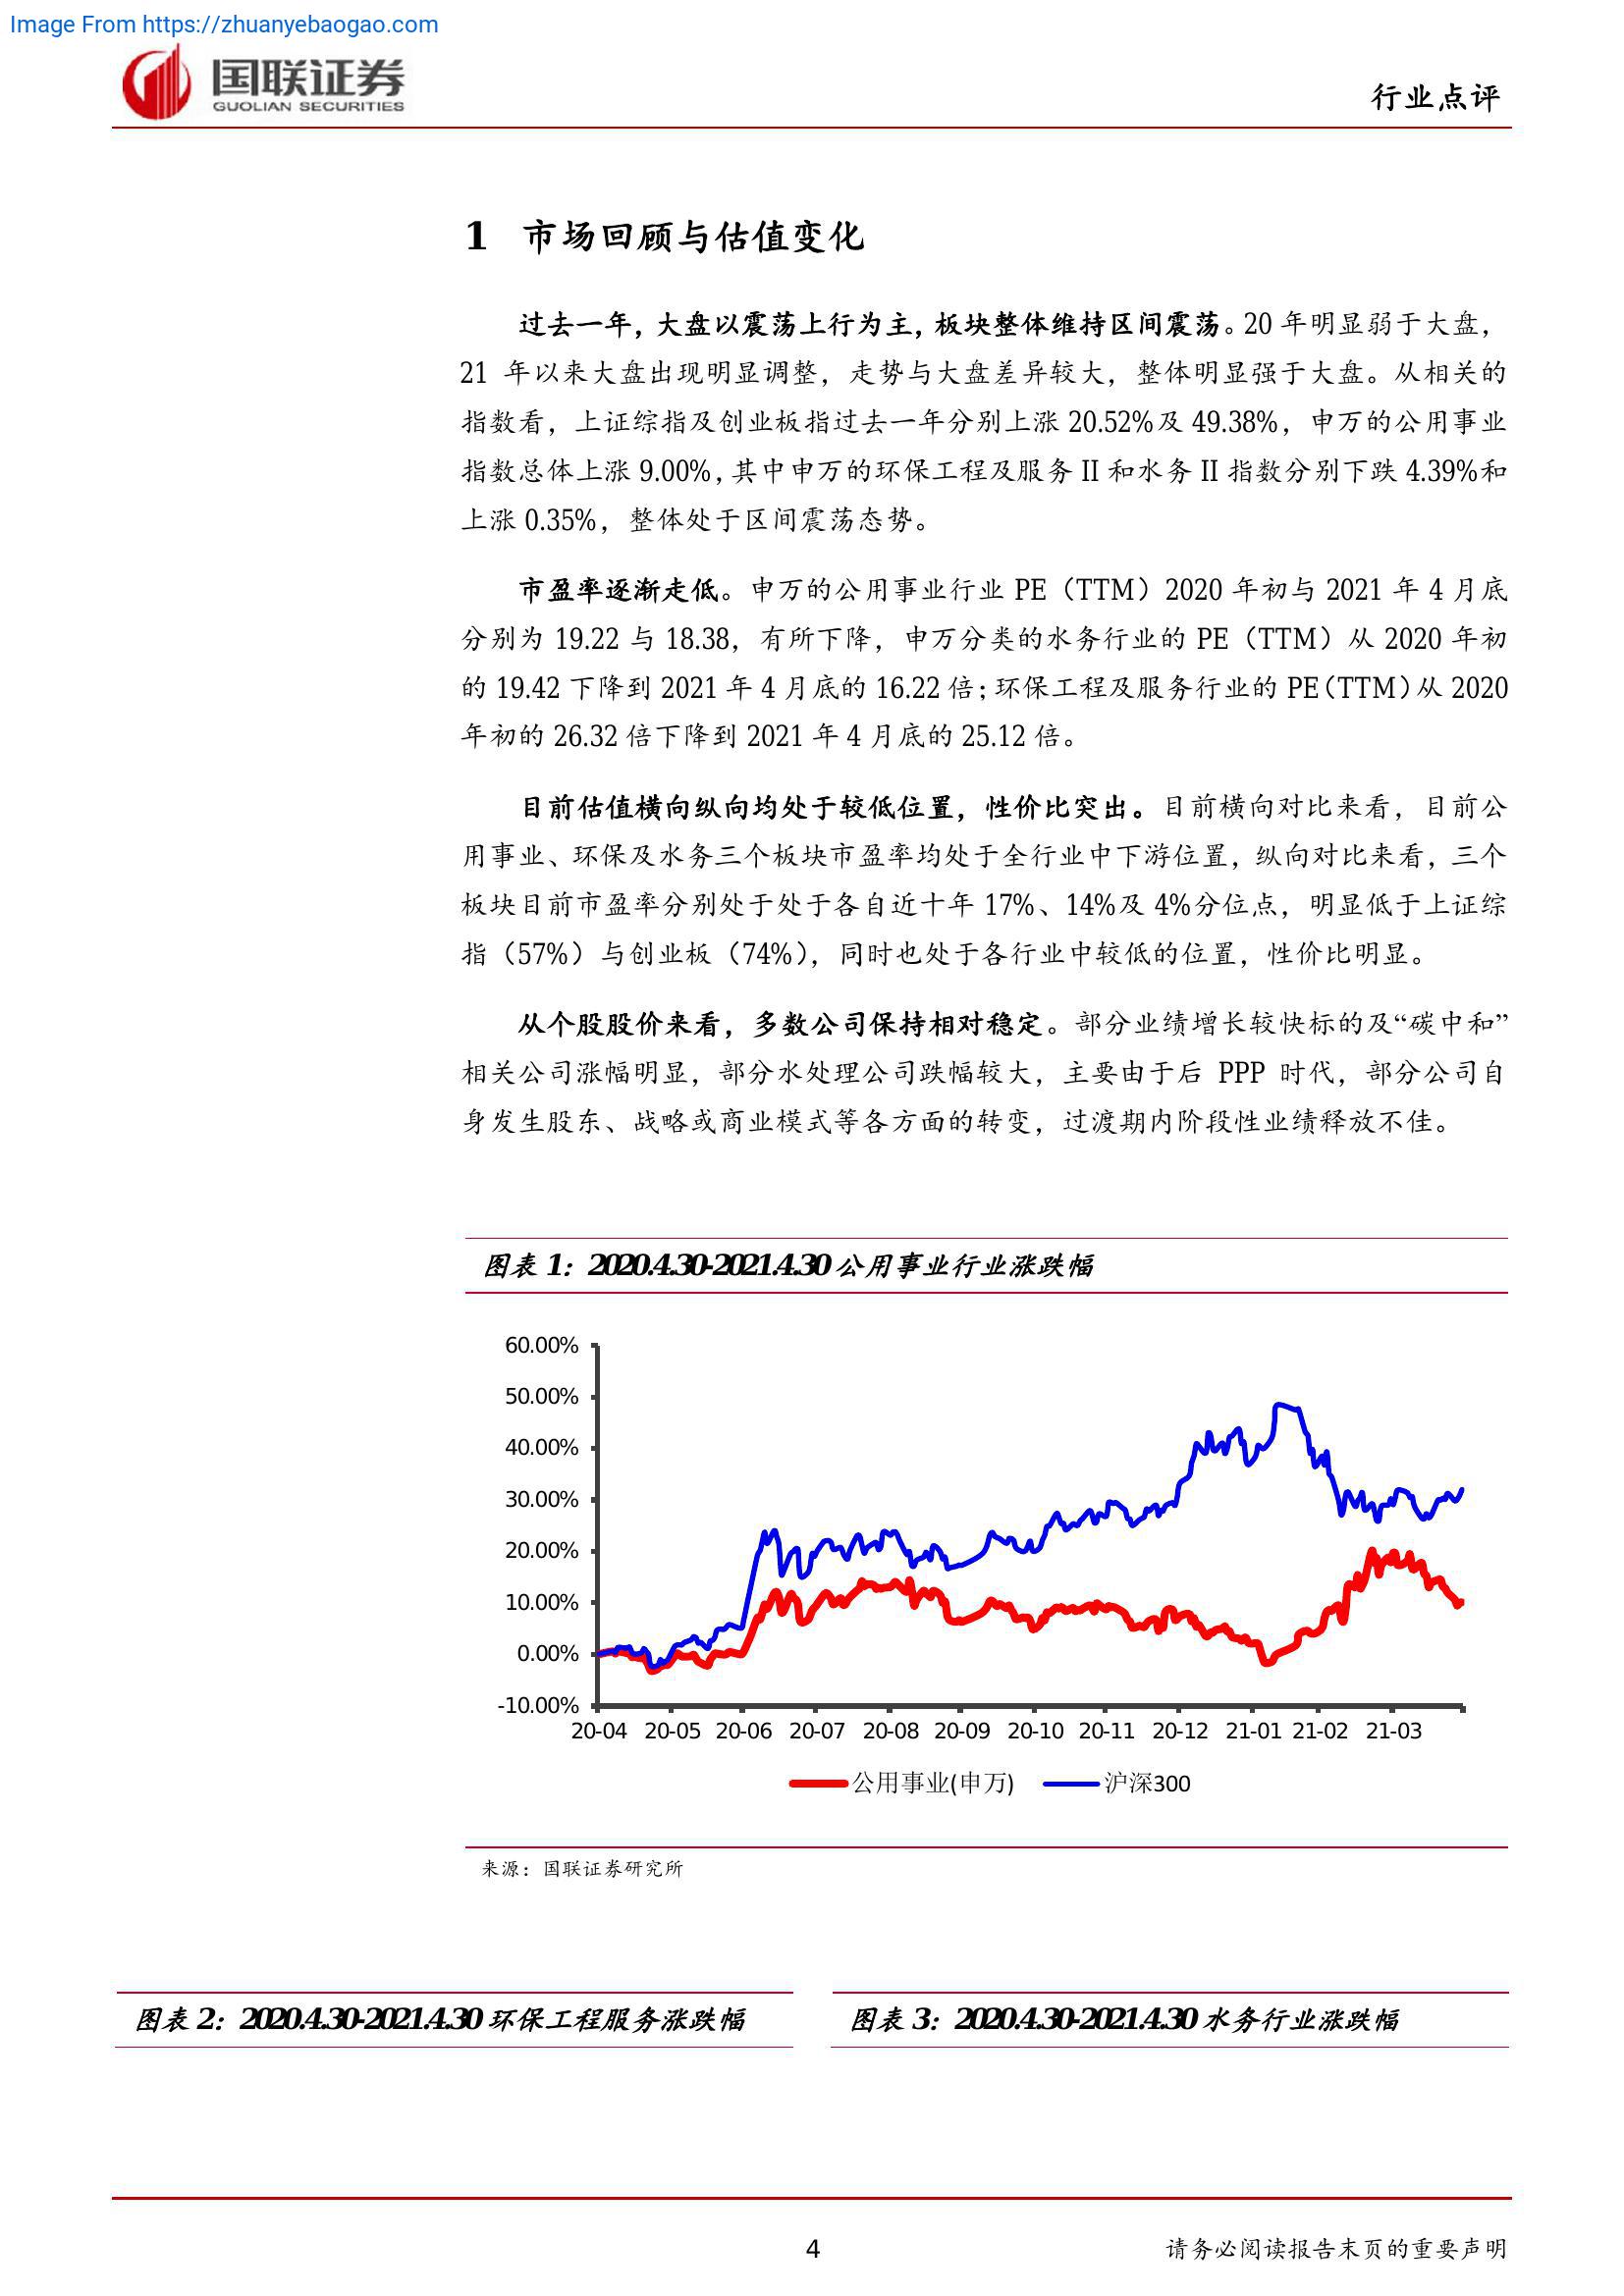 Image From https://zhuanyebaogao.com
国联证券
GUOLIAN SECURITIES
行业点评
1 市场回顾与估值变化
过去一年，大盘以震荡上行为主，板块整体维持区间震荡。20 年明显弱于大盘，
21 年以来大盘出现明显调整，走势与大盘差异较大，整体明显强于大盘。从相关的
指数看，上证综指及创业板指过去一年分别上涨 20.52%及 49.38%，申万的公用事业
指数总体上涨 9.00%，其中申万的环保工程及服务 II 和水务 II 指数分别下跌 4.39%和
上涨 0.35%，整体处于区间震荡态势。
市盈率逐渐走低。申万的公用事业行业 PE（TTM）2020 年初与 2021 年 4 月底
分别为 19.22 与 18.38，有所下降，申万分类的水务行业的 PE（TTM）从 2020 年初
的 19.42 下降到 2021 年 4 月底的 16.22 倍；环保工程及服务行业的 PE（TTM）从 2020
年初的 26.32 倍下降到 2021 年 4 月底的 25.12 倍。
目前估值横向纵向均处于较低位置，性价比突出。目前横向对比来看，目前公
用事业、环保及水务三个板块市盈率均处于全行业中下游位置，纵向对比来看，三个
板块目前市盈率分别处于处于各自近十年 17%、14%及 4%分位点，明显低于上证综
指（57%）与创业板（74%），同时也处于各行业中较低的位置，性价比明显。
从个股股价来看，多数公司保持相对稳定。部分业绩增长较快标的及“碳中和”
相关公司涨幅明显，部分水处理公司跌幅较大，主要由于后 PPP 时代，部分公司自
身发生股东、战略或商业模式等各方面的转变，过渡期内阶段性业绩释放不佳。
图表 1：2020.4.30-2021.4.30 公用事业行业涨跌幅
60.00%
50.00%
40.00%
30.00%
20.00%
10.00%
0.00%
-10.00%
20-04 20-05 20-06 20-07 20-08 20-09 20-10 20-11 20-12 21-01 21-02 21-03
公用事业(申万) 沪深300
来源：国联证券研究所
图表 2：2020.4.30-2021.4.30 环保工程服务涨跌幅
图表 3：2020.4.30-2021.4.30 水务行业涨跌幅
4
请务必阅读报告末页的重要声明